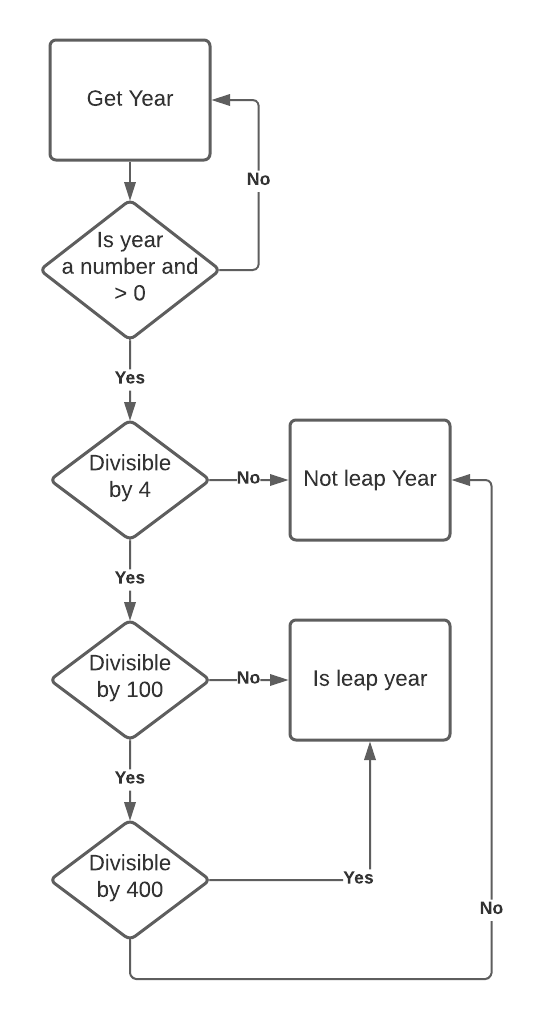 Get Year
No
Is year
a number and
> 0
Yes
Divisible
by 4
No
Not leap Year
Yes
Divisible
by 100
No
Is leap year
Yes
Divisible
by 400
Yes
No